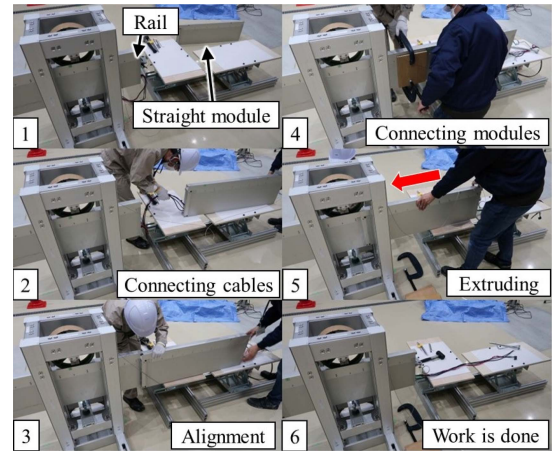 Rail
Straight module
1
Connecting cables
2
Alignment
3
Connecting modules
4
Extruding
5
Work is done
6